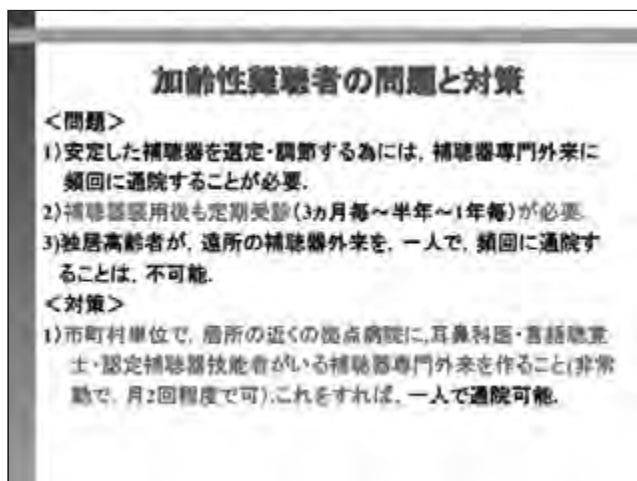 加齢性難聴者の問題と対策
＜問題＞
1)安定した補聴器を選定・調節する為には，補聴器専門外来に
頻回に通院することが必要．
2)補聴器装用後も定期受診(3ヵ月毎～半年～1年毎)が必要．
3)独居高齢者が，遠所の補聴器外来を，一人で，頻回に通院す
ることは，不可能．
＜対策＞
1)市町村単位で，居所の近くの拠点病院に,耳鼻科医・言語聴覚
士・認定補聴器技能者がいる補聴器専門外来を作ること(非常
勤で，月2回程度で可).これをすれば，一人で通院可能．